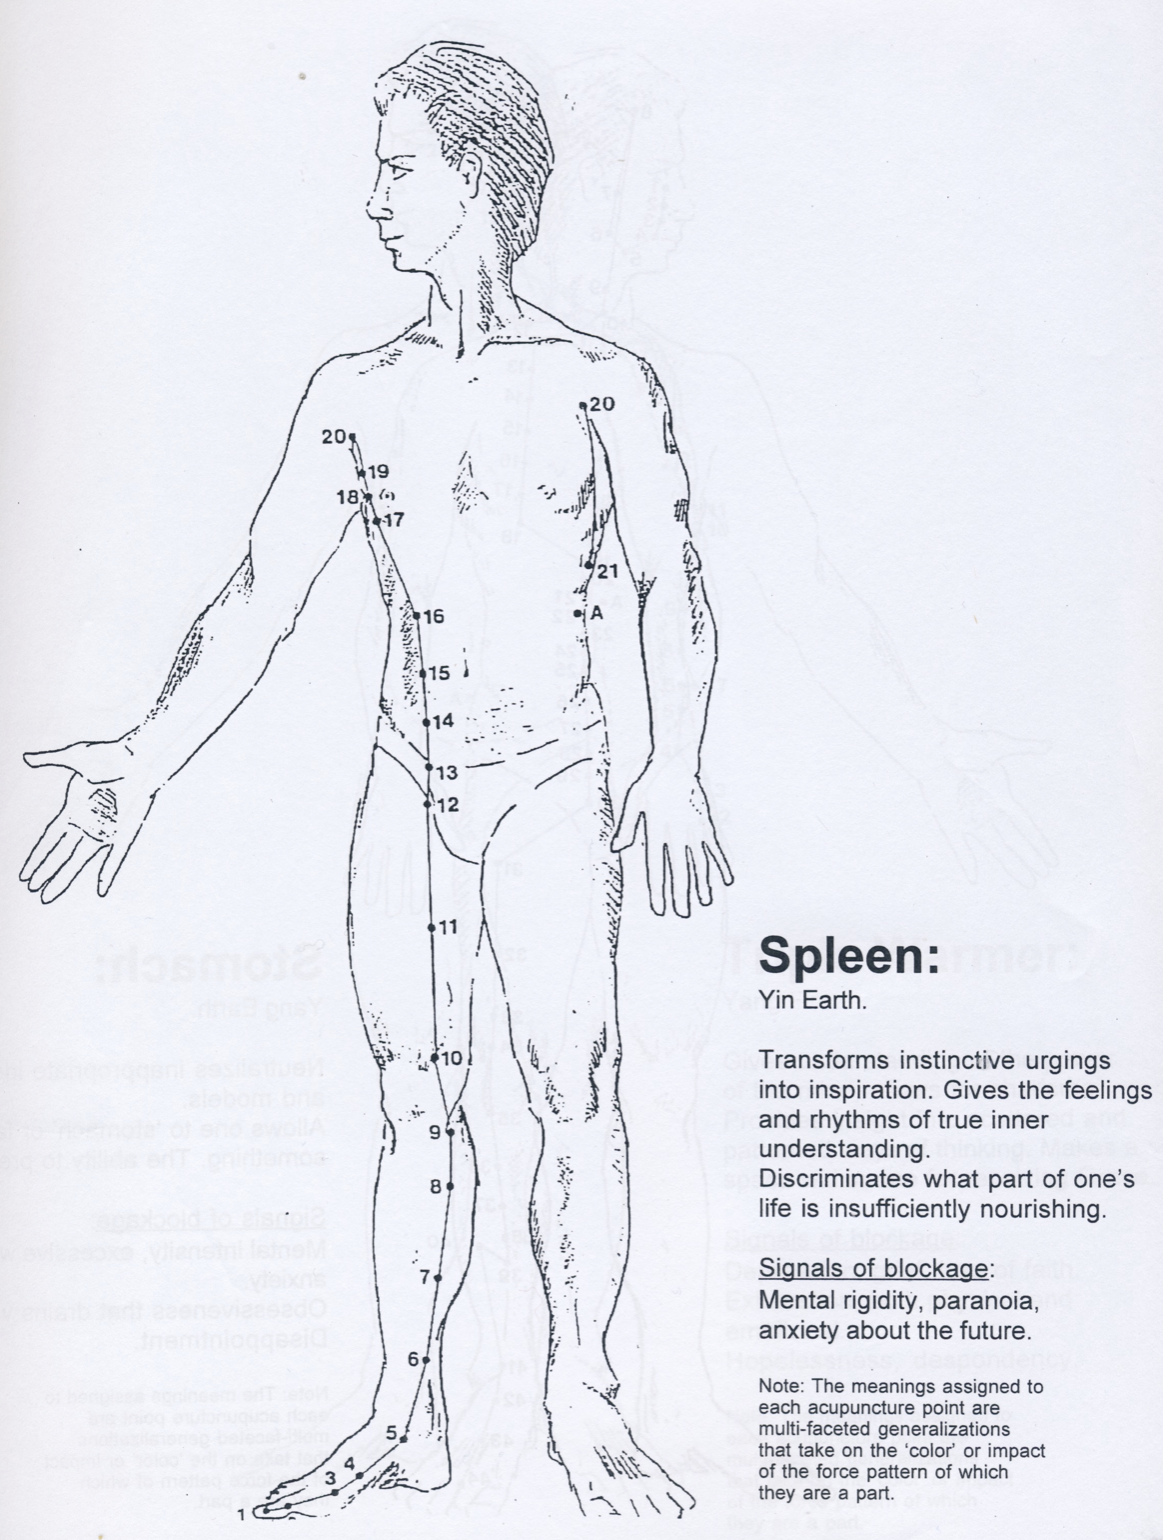 20
20
19
18
17
21
16
A
15
14
13
12
11
10
9
8
7
6
5
4
3
1
Spleen:
Yin Earth.
Transforms instinctive urgings
into inspiration. Gives the feelings
and rhythms of true inner
understanding.
Discriminates what part of one's
life is insufficiently nourishing.
Signals of blockage:
Mental rigidity, paranoia,
anxiety about the future.
Note: The meanings assigned to
each acupuncture point are
multi-faceted generalizations
that take on the ‘color’ or impact
of the force pattern of which
they are a part.